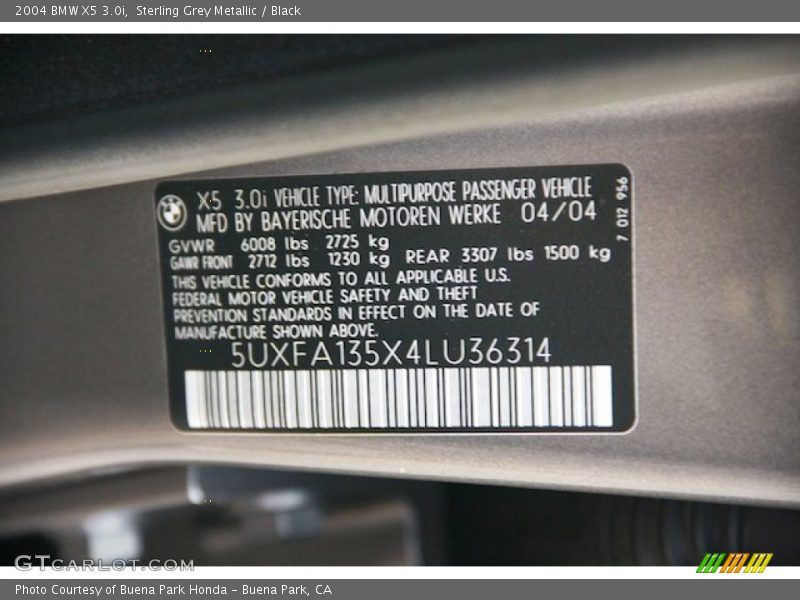 2004 BMW X5 3.0i, Sterling Grey Metallic / Black
X5 3.0i VEHICLE TYPE: MULTIPURPOSE PASSENGER VEHICLE
MFD BY BAYERISCHE MOTOREN WERKE 04/04
7 012 956
GVWR 6008 lbs 2725 kg
GAWR FRONT 2712 lbs 1230 kg REAR 3307 lbs 1500 kg
THIS VEHICLE CONFORMS TO ALL APPLICABLE U.S.
FEDERAL MOTOR VEHICLE SAFETY AND THEFT
PREVENTION STANDARDS IN EFFECT ON THE DATE OF
MANUFACTURE SHOWN ABOVE.
5UXFA135X4LU36314
GTCARLOT.COM
Photo Courtesy of Buena Park Honda - Buena Park, CA